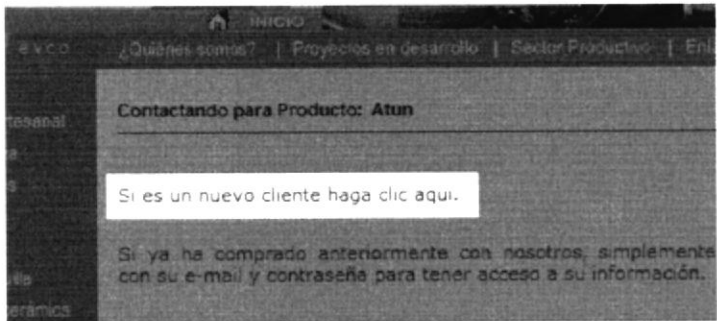 INICIO
¿Quiénes somos? | Proyectos en desarrollo | Sector Productivo |
Contactando para Producto: Atun
Si es un nuevo cliente haga clic aqui.
Si ya ha comprado anteriormente con nosotros, simplemente
con su e-mail y contraseña para tener acceso a su información.